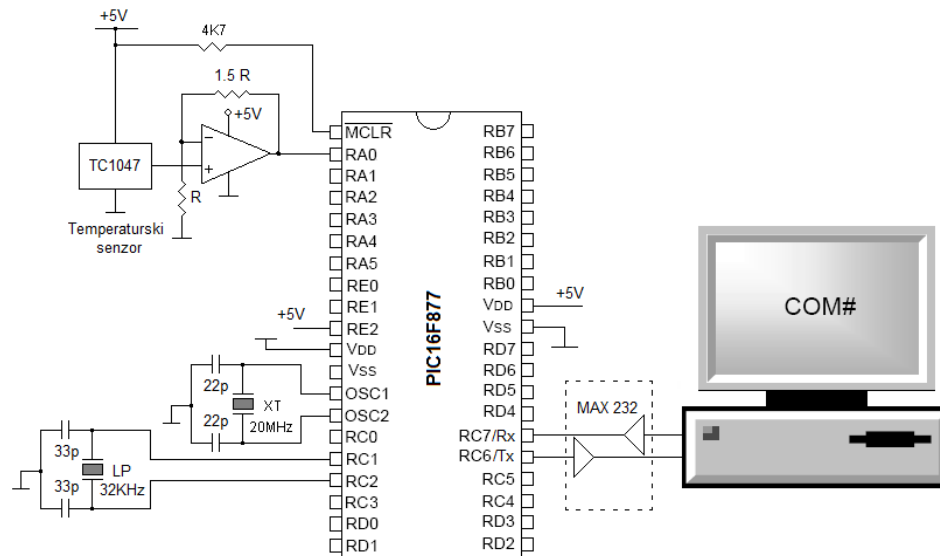 +5V
4K7
1.5 R
+5V
−
+
TC1047
R
Temperaturski
senzor
+5V
22p
22p
XT
20MHz
33p
33p
LP
32KHz
MCLR
RA0
RA1
RA2
RA3
RA4
RA5
RE0
RE1
RE2
VDD
VSS
OSC1
OSC2
RC0
RC1
RC2
RC3
RD0
RD1
PIC16F877
RB7
RB6
RB5
RB4
RB3
RB2
RB1
RB0
VDD
VSS
RD7
RD6
RD5
RD4
RC7/Rx
RC6/Tx
RC5
RC4
RD3
RD2
+5V
MAX 232
COM#